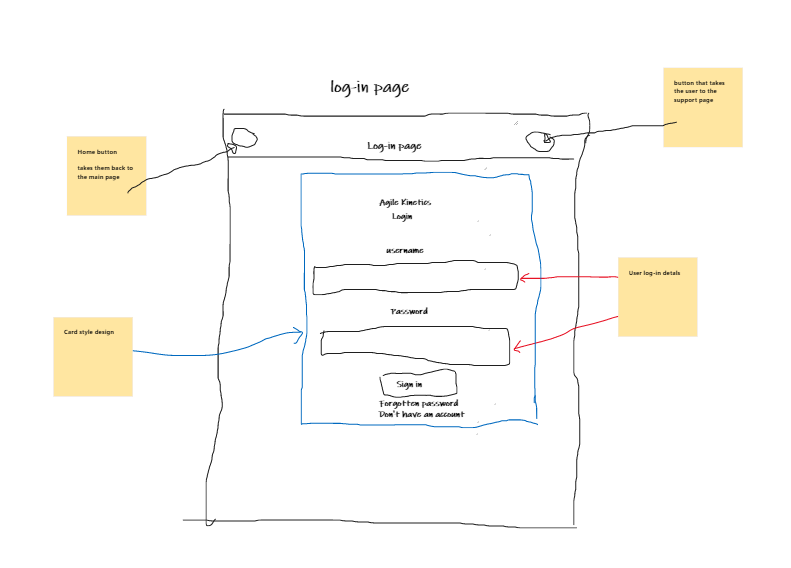 log-in page
button that takes
the user to the
support page
Home button
takes them back to
the main page
Log-in page
Agile Kinetics
Login
username
User log-in detals
Password
Card style design
Sign in
Forgotten password
Don't have an account